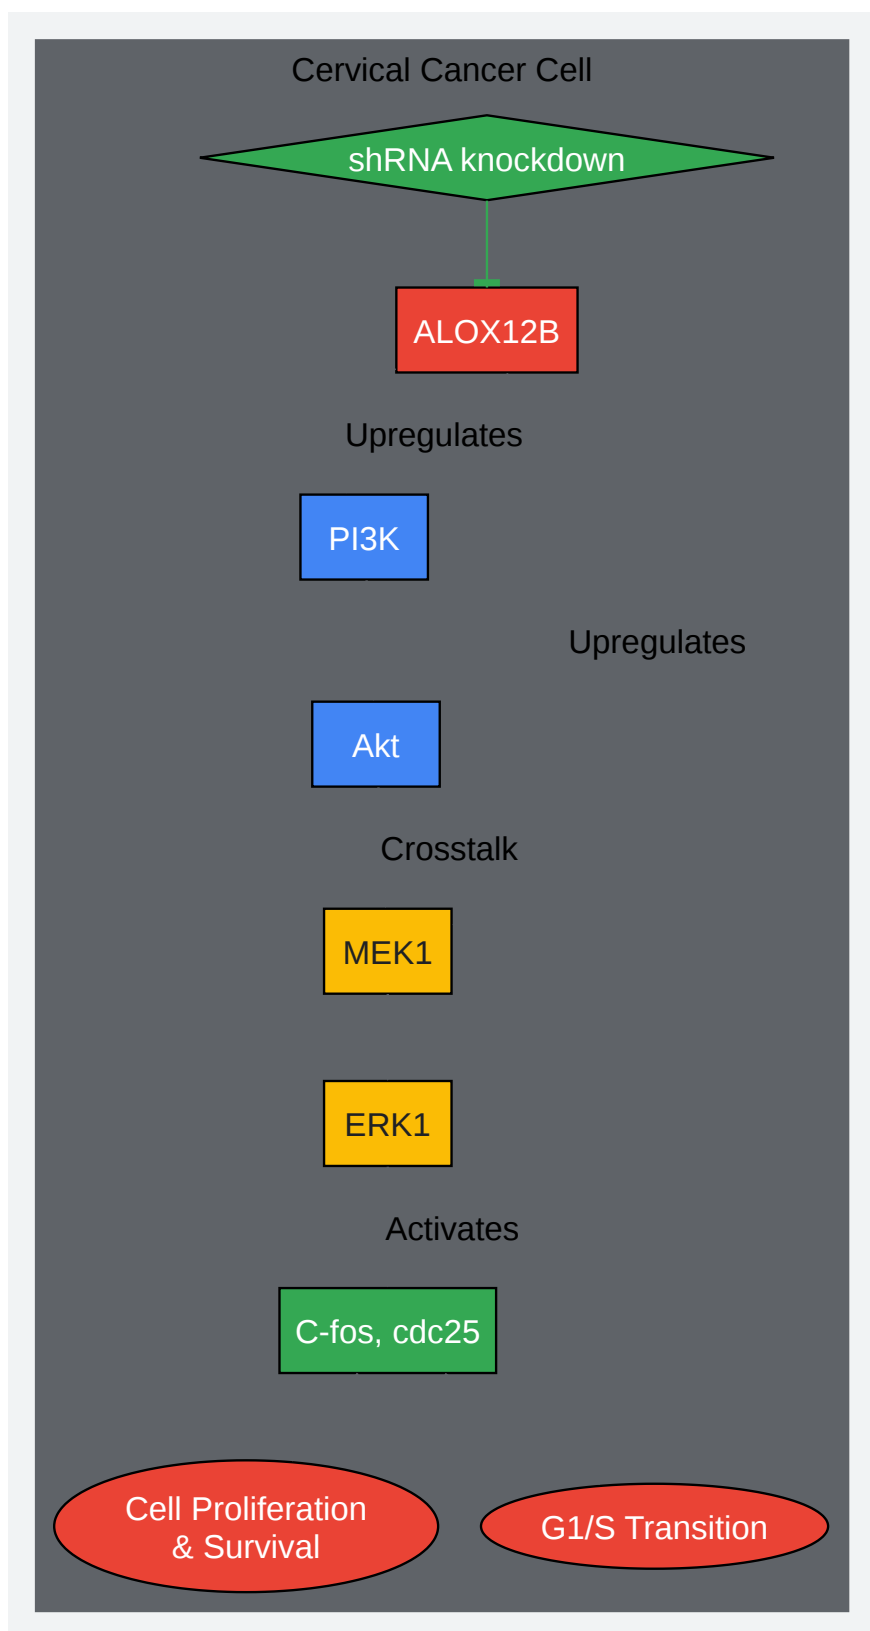 Cervical Cancer Cell
shRNA knockdown
ALOX12B
Upregulates
PI3K
Upregulates
Akt
Crosstalk
MEK1
ERK1
Activates
C-fos, cdc25
Cell Proliferation
& Survival
G1/S Transition